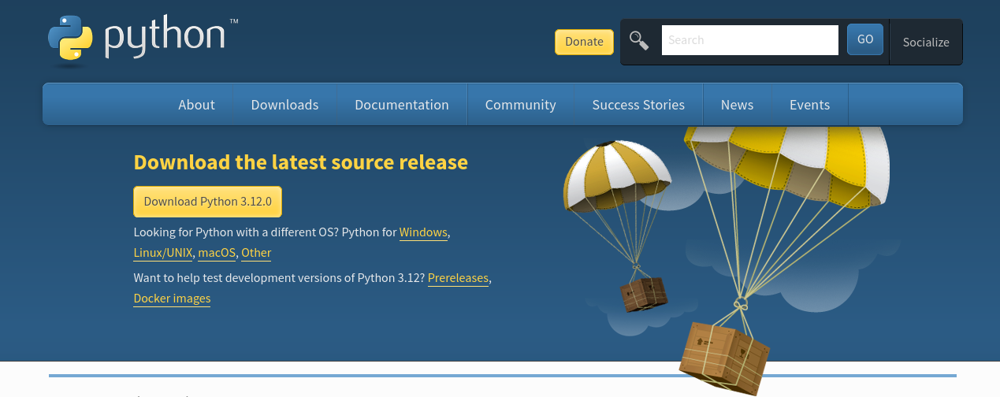 python™
Donate
Search
GO
Socialize
About Downloads Documentation Community Success Stories News Events
Download the latest source release
Download Python 3.12.0
Looking for Python with a different OS? Python for Windows,
Linux/UNIX, macOS, Other
Want to help test development versions of Python 3.12? Prereleases,
Docker images